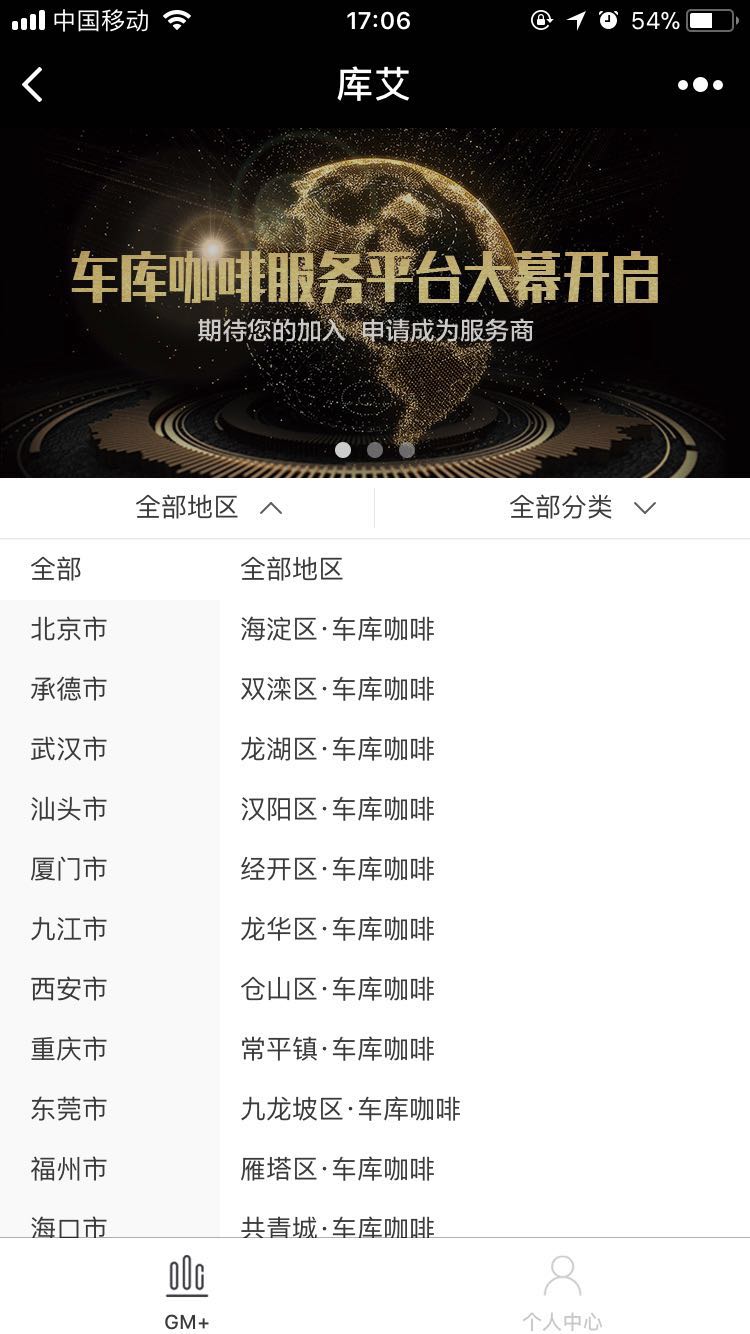 中国移动 17:06 54%
库艾
车库咖啡服务平台大幕开启
期待您的加入 申请成为服务商
全部地区 全部分类
全部 全部地区
北京市 海淀区·车库咖啡
承德市 双滦区·车库咖啡
武汉市 龙湖区·车库咖啡
汕头市 汉阳区·车库咖啡
厦门市 经开区·车库咖啡
九江市 龙华区·车库咖啡
西安市 仓山区·车库咖啡
重庆市 常平镇·车库咖啡
东莞市 九龙坡区·车库咖啡
福州市 雁塔区·车库咖啡
海口市 共青城·车库咖啡
GM+ 个人中心